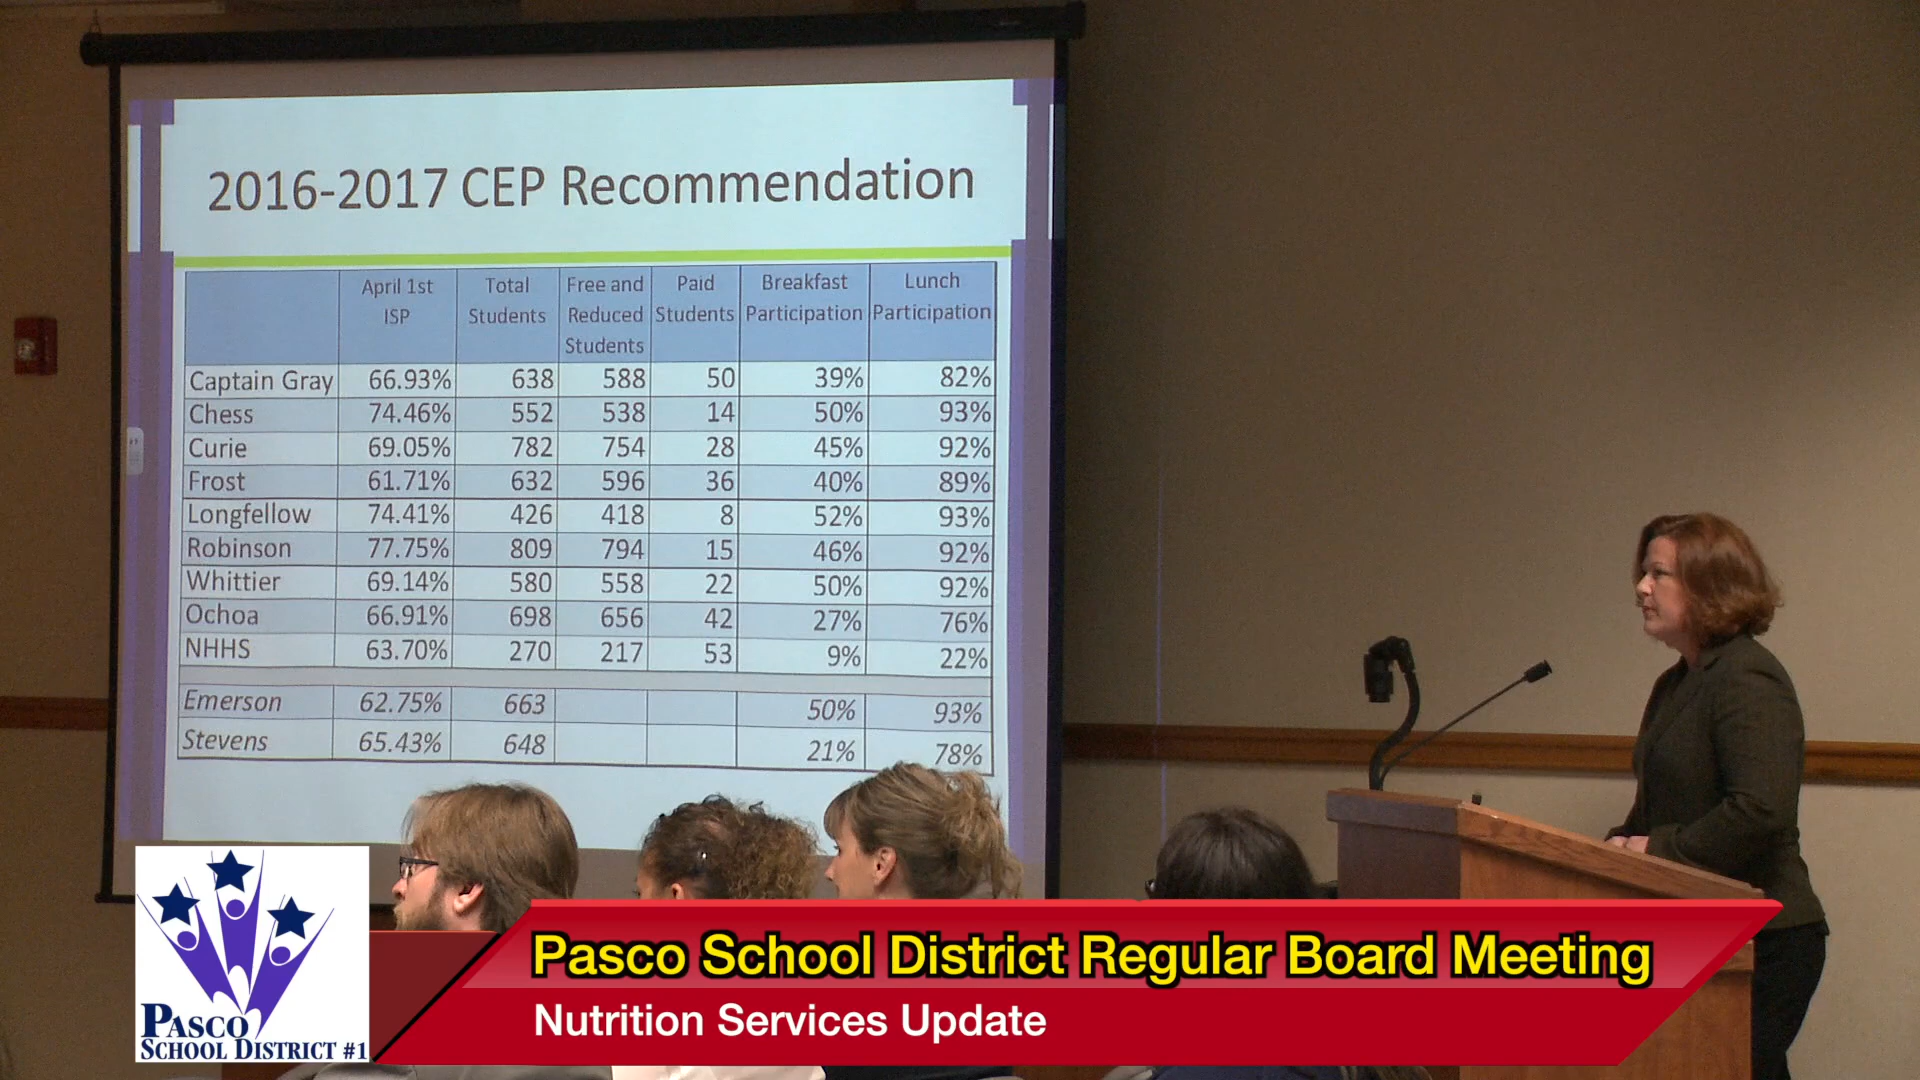 2016-2017 CEP Recommendation
April 1st ISP Total Students Free and Reduced Students Paid Students Breakfast Participation Lunch Participation
Captain Gray 66.93% 638 588 50 39% 82%
Chess 74.46% 552 538 14 50% 93%
Curie 69.05% 782 754 28 45% 92%
Frost 61.71% 632 596 36 40% 89%
Longfellow 74.41% 426 418 8 52% 93%
Robinson 77.75% 809 794 15 46% 92%
Whittier 69.14% 580 558 22 50% 92%
Ochoa 66.91% 698 656 42 27% 76%
NHHS 63.70% 270 217 53 9% 22%
Emerson 62.75% 663 50% 93%
Stevens 65.43% 648 21% 78%
Pasco School District Regular Board Meeting
Nutrition Services Update
PASCO
SCHOOL DISTRICT #1